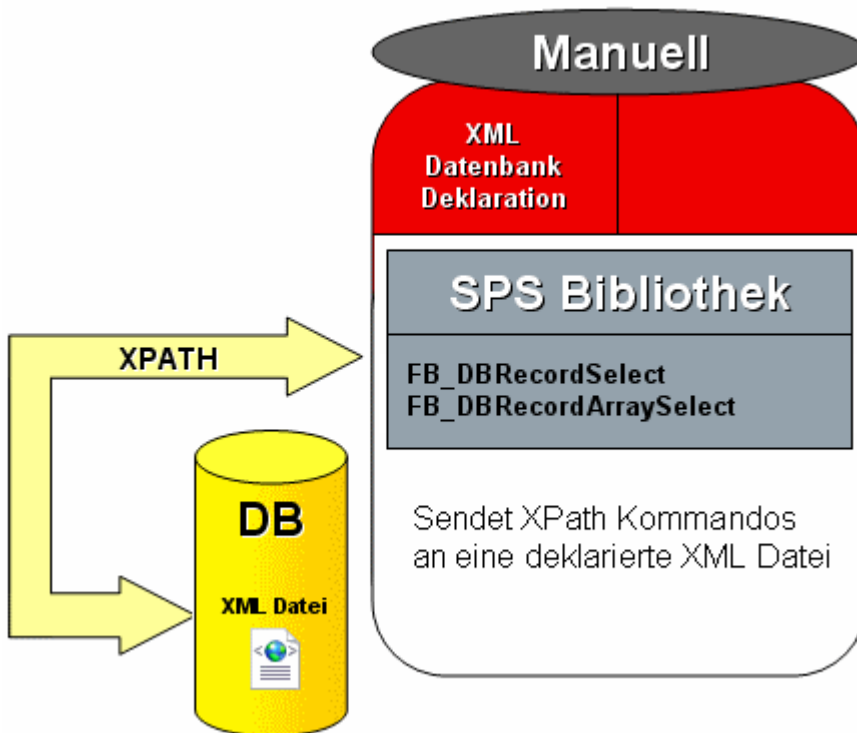 Manuell
XML
Datenbank
Deklaration
SPS Bibliothek
XPATH
FB_DBRecordSelect
FB_DBRecordArraySelect
DB
XML Datei
Sendet XPath Kommandos
an eine deklarierte XML Datei